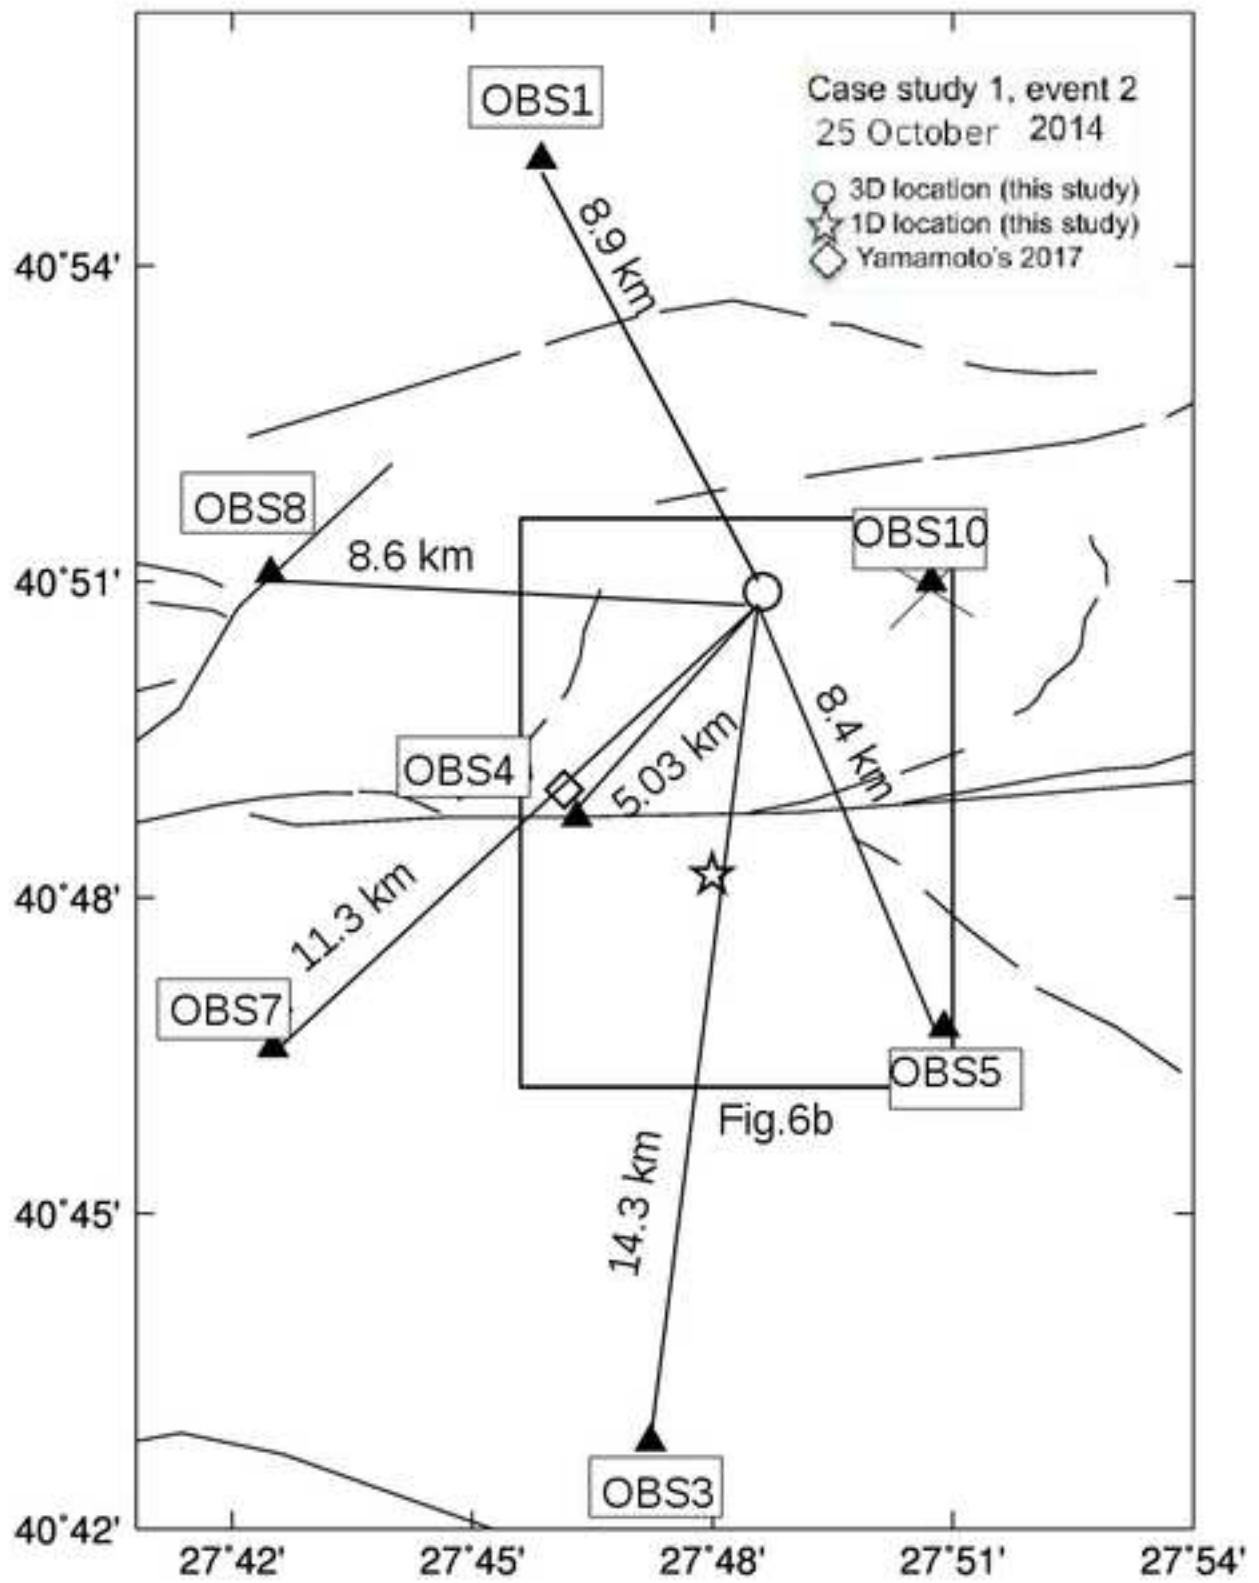 OBS1
Case study 1, event 2
25 October 2014
3D location (this study)
1D location (this study)
Yamamoto's 2017
8.9 km
40˚54'
OBS8
8.6 km
OBS10
40˚51'
8.4 km
5.03 km
OBS4
11.3 km
40˚48'
OBS7
OBS5
Fig.6b
14.3 km
40˚45'
OBS3
40˚42'
27˚42'
27˚45'
27˚48'
27˚51'
27˚54'